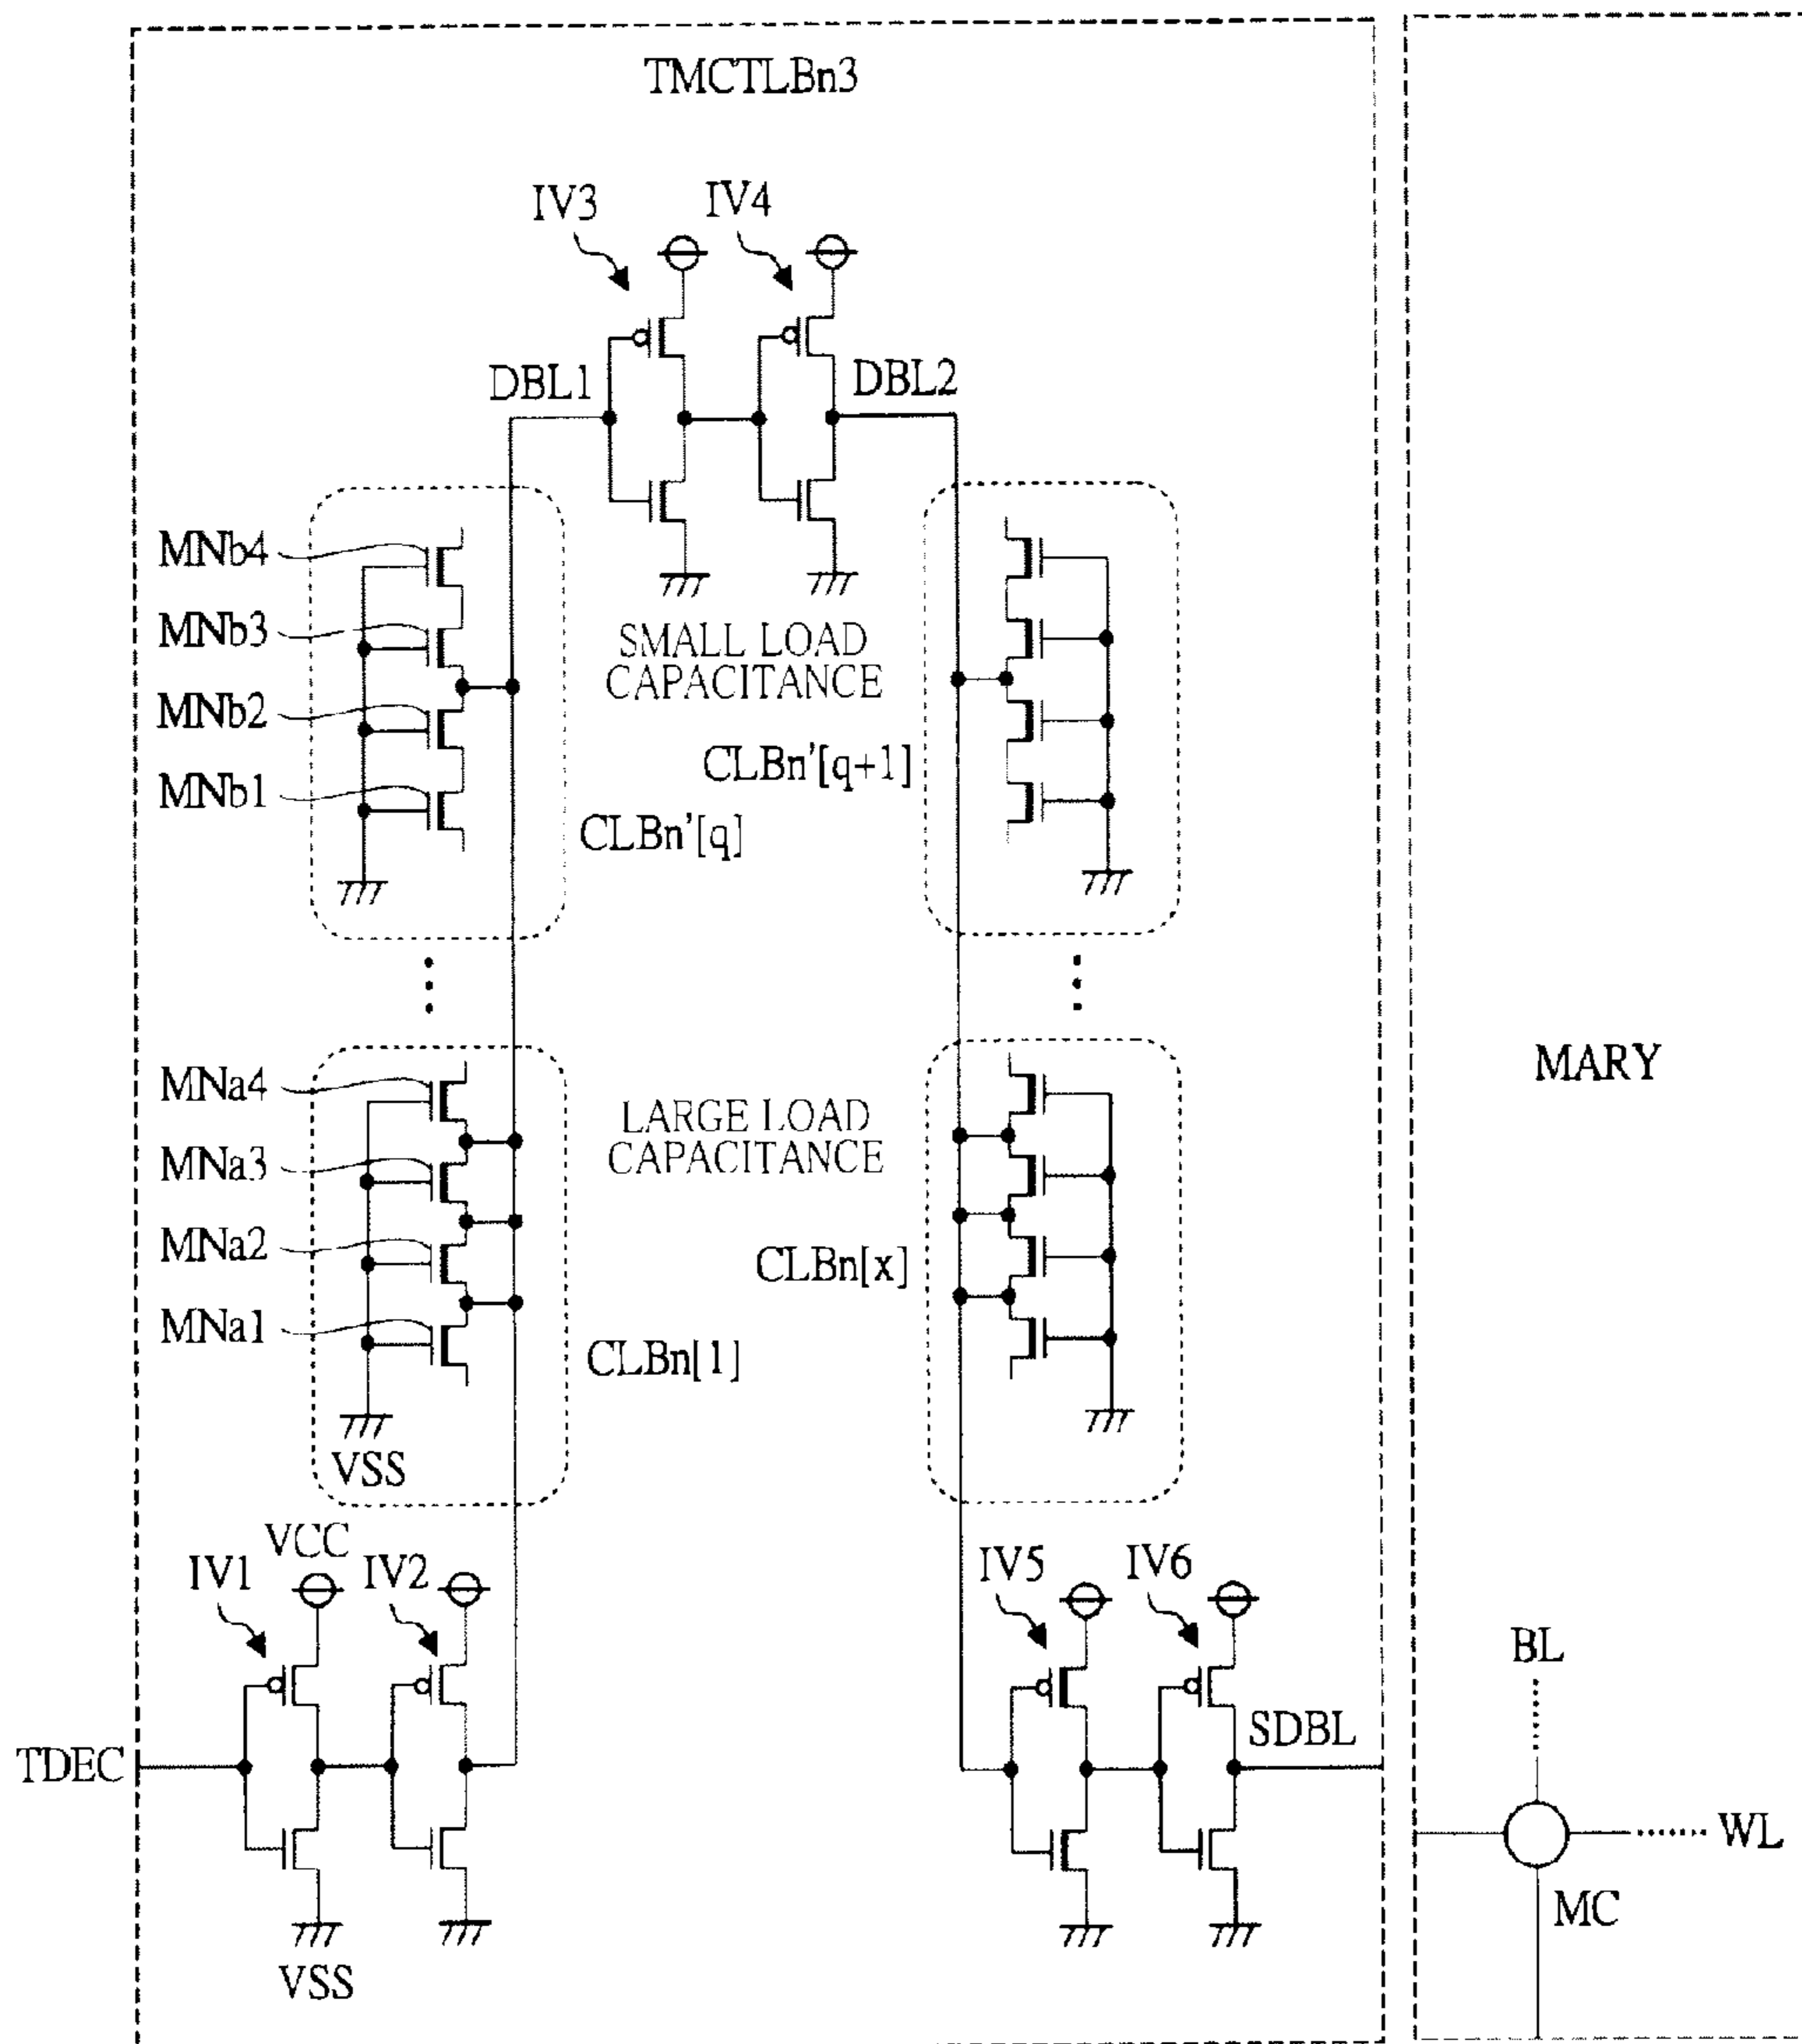 TMCTLBn3
IV3
IV4
DBL1
DBL2
MNb4
MNb3
MNb2
MNb1
SMALL LOAD
CAPACITANCE
CLBn'[q+1]
CLBn'[q]
MNa4
MNa3
MNa2
MNa1
LARGE LOAD
CAPACITANCE
CLBn[x]
CLBn[1]
VSS
MARY
VCC
IV1
IV2
IV5
IV6
TDEC
SDBL
VSS
BL
WL
MC